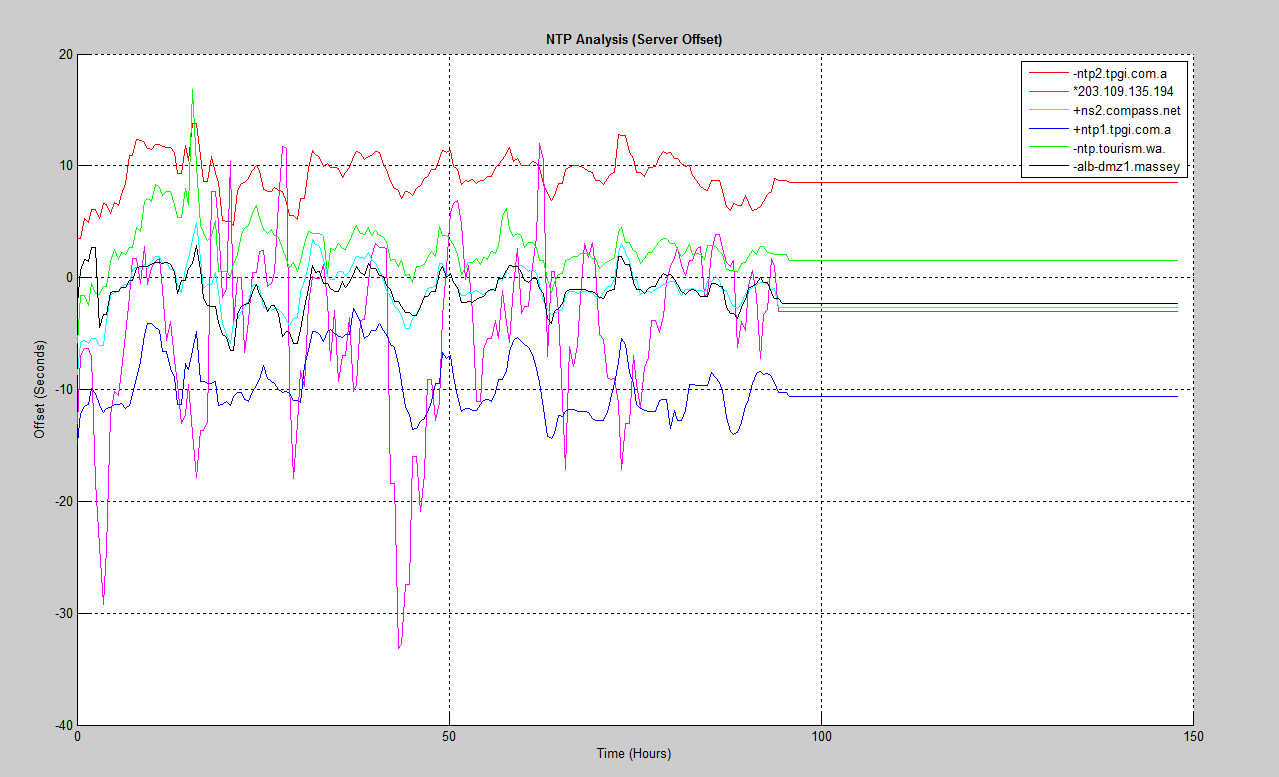 NTP Analysis (Server Offset)
20
10
0
-10
-20
-30
-40
Offset (Seconds)
-ntp2.tpgi.com.a
*203.109.135.194
+ns2.compass.net
+ntp1.tpgi.com.a
-ntp.tourism.wa.
-alb-dmz1.massey
0
50
100
150
Time (Hours)